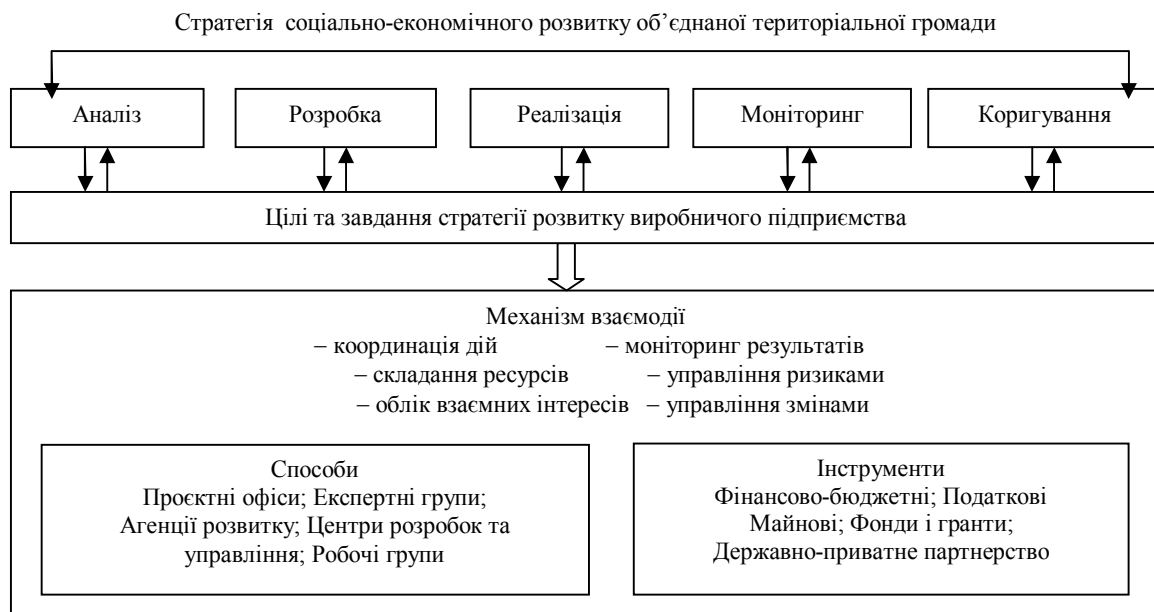 Стратегія соціально-економічного розвитку об’єднаної територіальної громади
Аналіз
Розробка
Реалізація
Моніторинг
Коригування
Цілі та завдання стратегії розвитку виробничого підприємства
Механізм взаємодії
– координація дій – моніторинг результатів
– складання ресурсів – управління ризиками
– облік взаємних інтересів – управління змінами
Способи
Проєктні офіси; Експертні групи;
Агенції розвитку; Центри розробок та
управління; Робочі групи
Інструменти
Фінансово-бюджетні; Податкові
Майнові; Фонди і гранти;
Державно-приватне партнерство